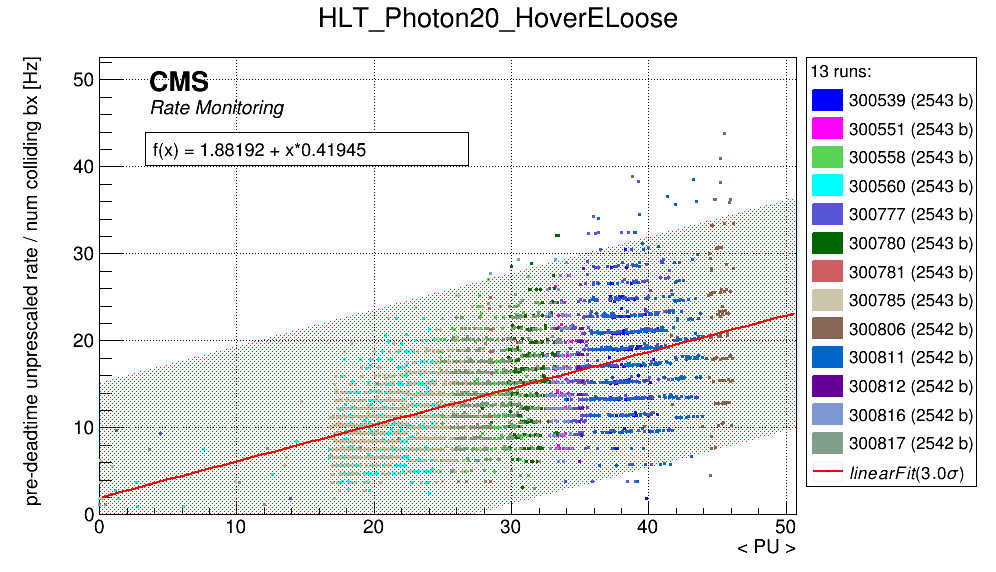 HLT_Photon20_HoverELoose
pre-deadtime unprescaled rate / num colliding bx [Hz]
CMS
Rate Monitoring
f(x) = 1.88192 + x*0.41945
50
40
30
20
10
0
0 10 20 30 40 50
< PU >
13 runs:
300539 (2543 b)
300551 (2543 b)
300558 (2543 b)
300560 (2543 b)
300777 (2543 b)
300780 (2543 b)
300781 (2543 b)
300785 (2543 b)
300806 (2542 b)
300811 (2542 b)
300812 (2542 b)
300816 (2542 b)
300817 (2542 b)
linearFit(3.0σ)